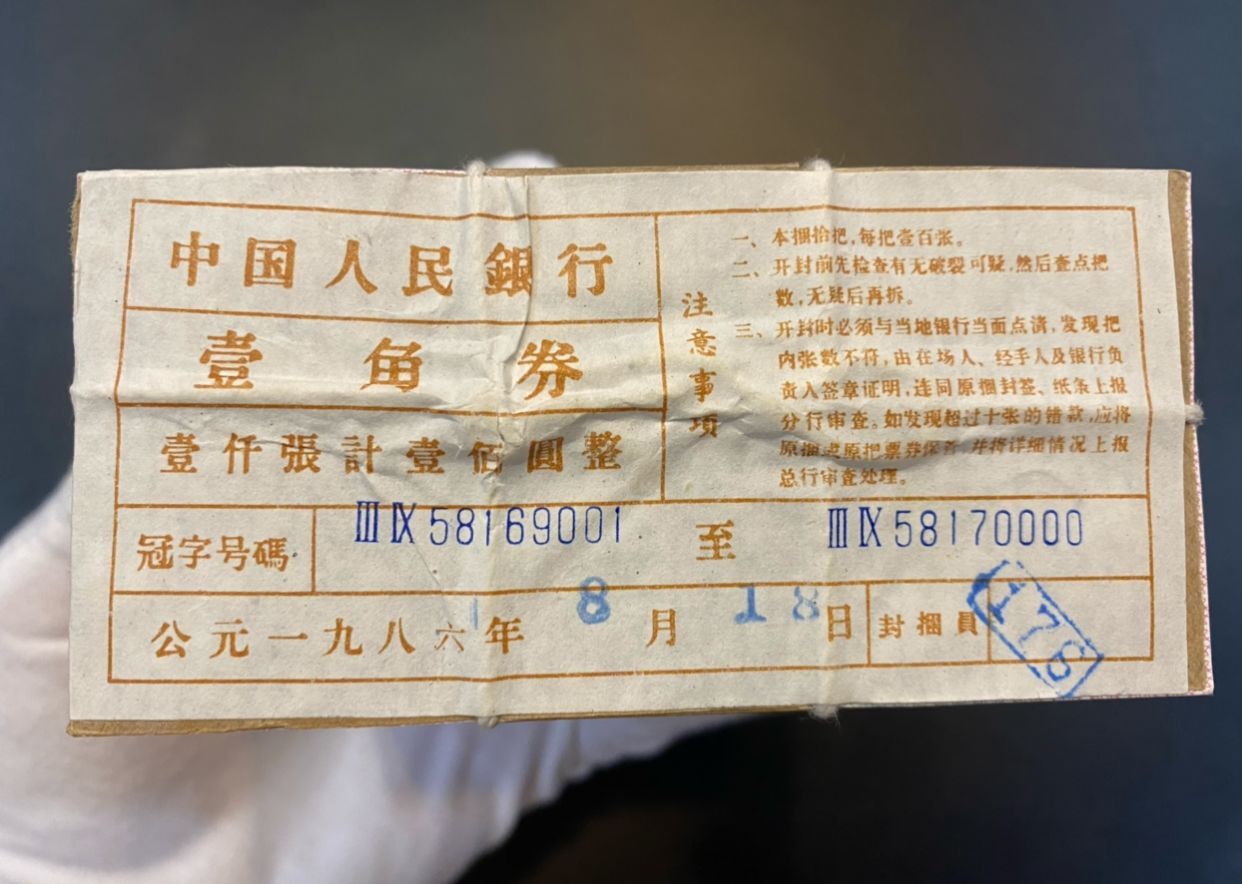 中国人民銀行
壹角券
壹仟張計壹佰圓整
注意事項
一、本捆拾把，每把壹百张。
二、开封前先检查有无破裂可疑，然后查点把
数，无疑后再拆。
三、开封时必须与当地银行当面点清，发现把
内张数不符，由在场人、经手人及银行负
责人签章证明，连同原捆封签、纸条上报
分行审查。如发现超过十张的错款，应将
原捆点原把票券保管，并将详细情况上报
总行审查处理。
冠字号碼 ⅢⅨ58169001 至 ⅢⅨ58170000
公元一九八六年 8月 18日 封捆員 178